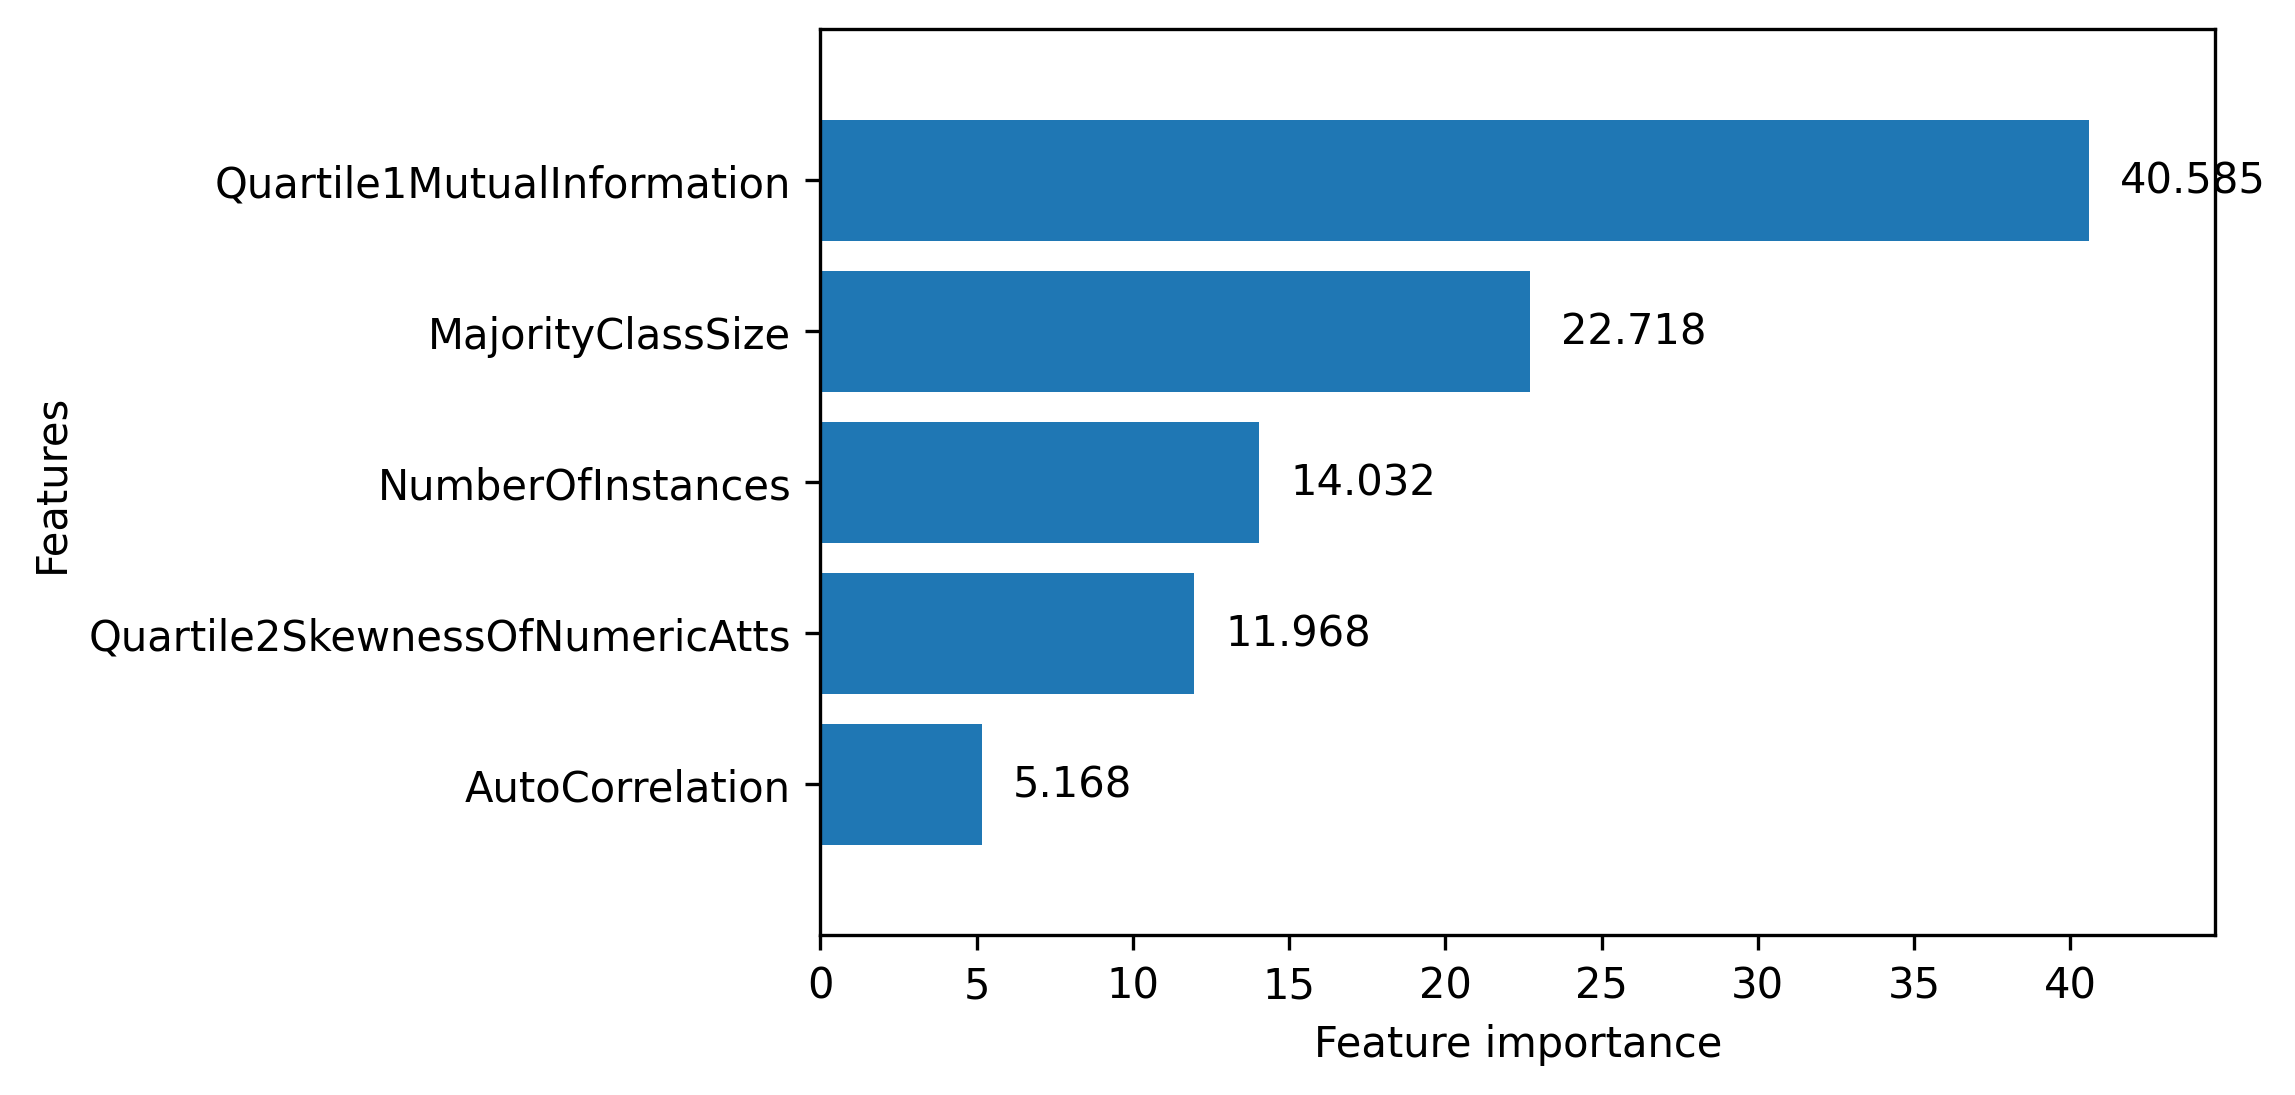 Features
Quartile1MutualInformation
40.585
MajorityClassSize
22.718
NumberOfInstances
14.032
Quartile2SkewnessOfNumericAtts
11.968
AutoCorrelation
5.168
0 5 10 15 20 25 30 35 40
Feature importance